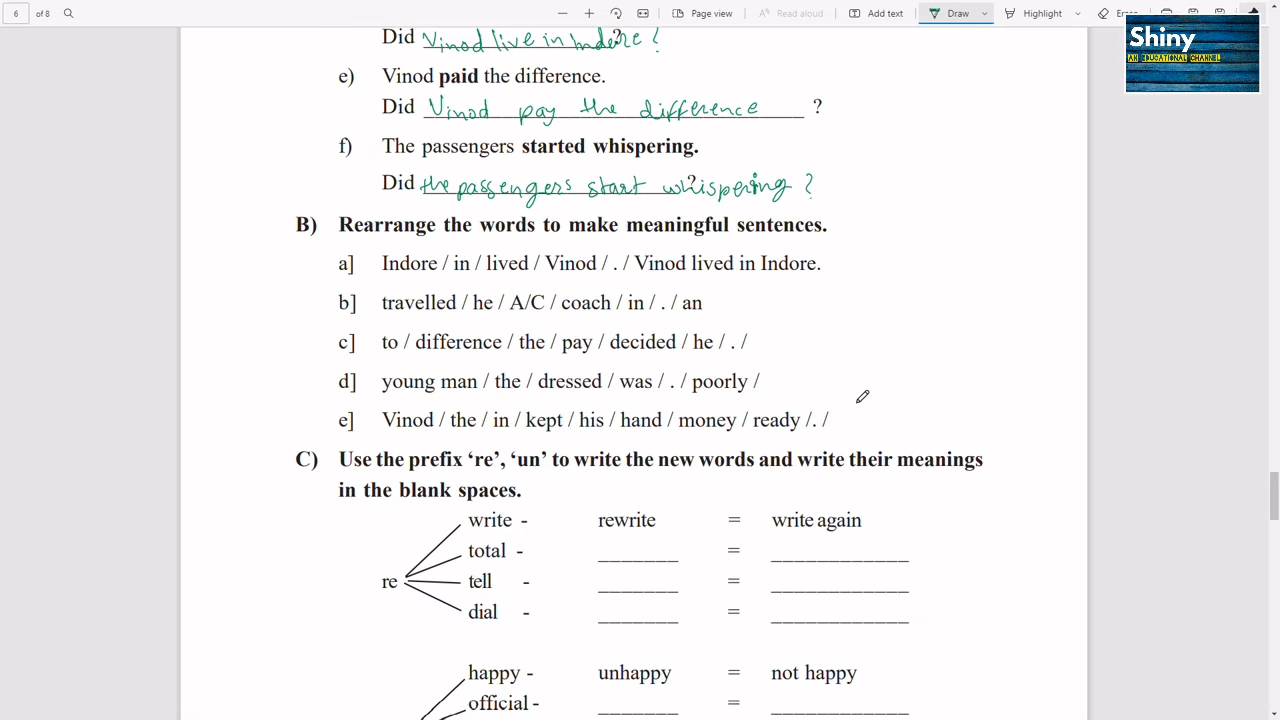 6 of 8 Page view Read aloud Add text Draw Highlight Erase
Shiny
AN EDUCATIONAL CHANNEL
Did Vinod live in Indore ?
e) Vinod paid the difference.
Did Vinod pay the difference ?
f) The passengers started whispering.
Did the passengers start whispering ?
B) Rearrange the words to make meaningful sentences.
a] Indore / in / lived / Vinod / . / Vinod lived in Indore.
b] travelled / he / A/C / coach / in / . / an
c] to / difference / the / pay / decided / he / . /
d] young man / the / dressed / was / . / poorly /
e] Vinod / the / in / kept / his / hand / money / ready /. /
C) Use the prefix ‘re’, ‘un’ to write the new words and write their meanings
in the blank spaces.
write - rewrite = write again
total - _______ = ____________
re tell - _______ = ____________
dial - _______ = ____________
happy - unhappy = not happy
official - _______ = ____________